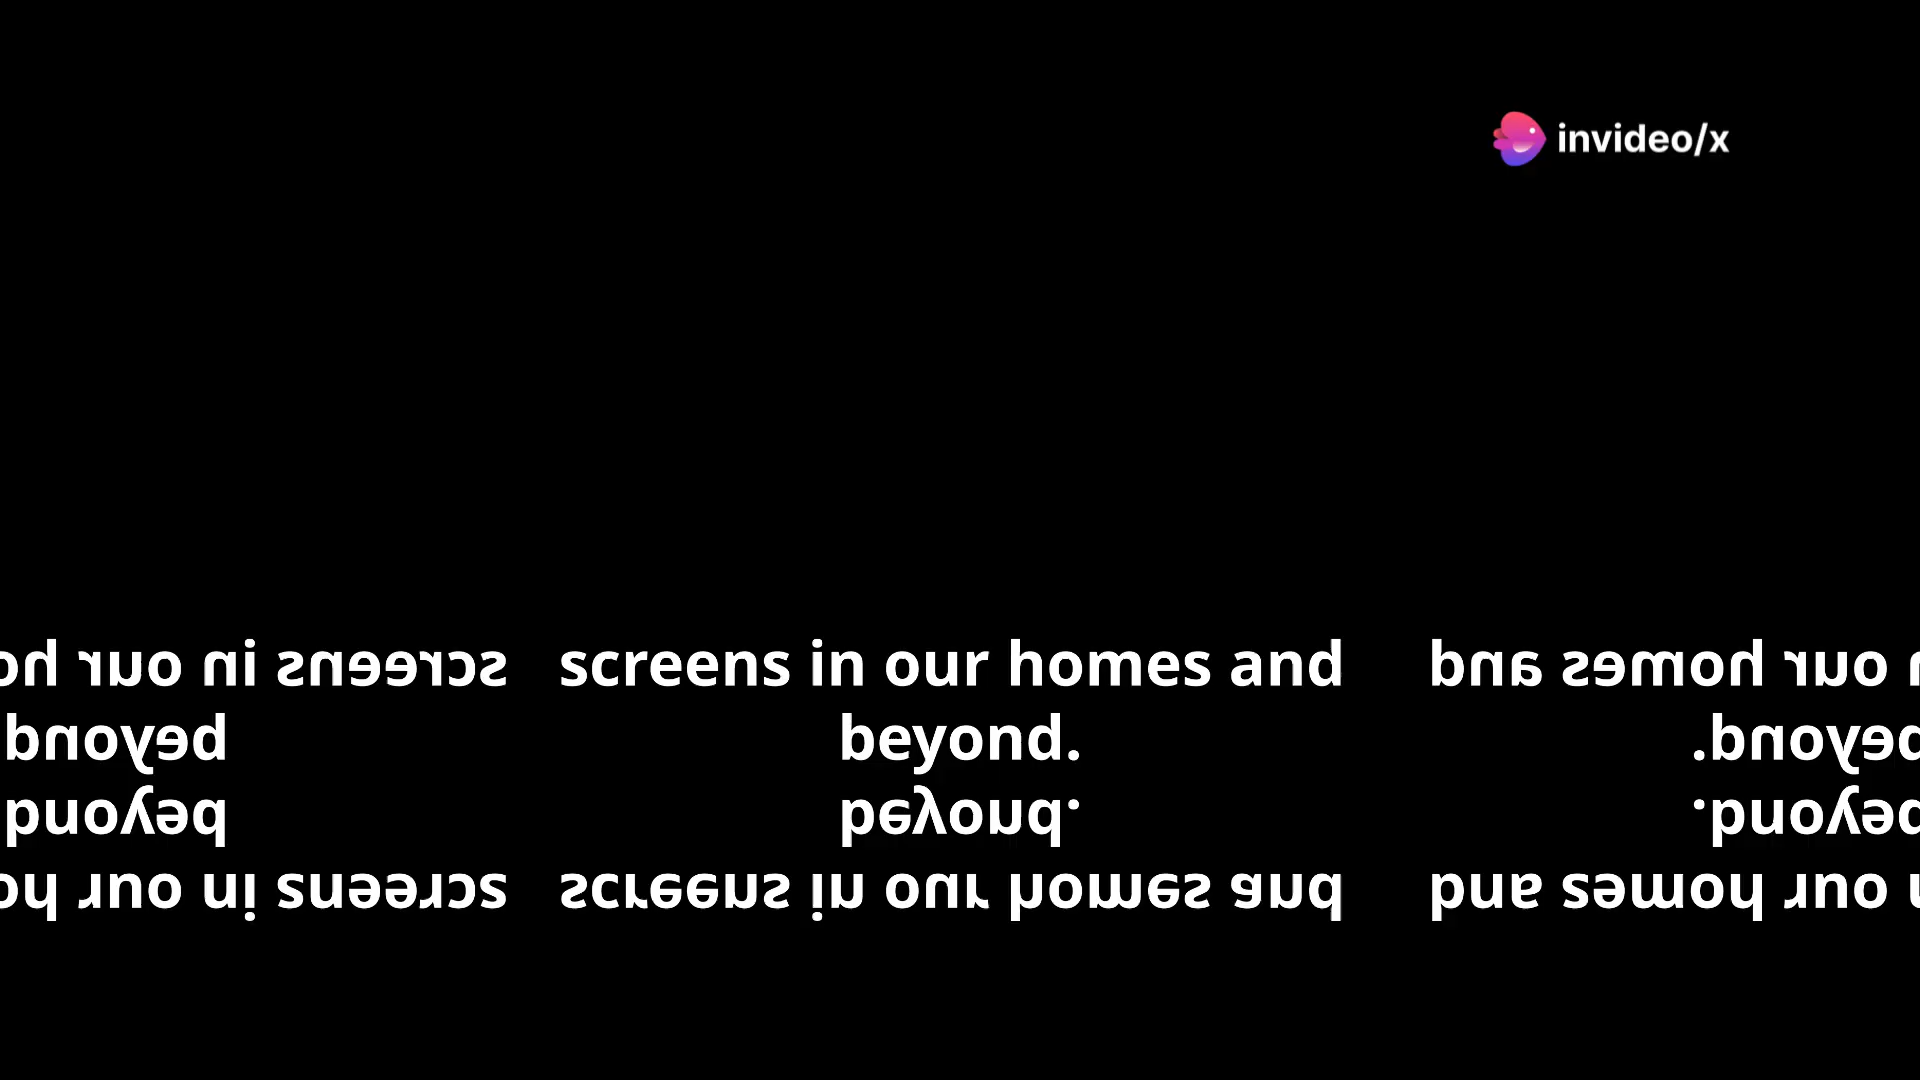 invideo/x
screens in our homes and
beyond.